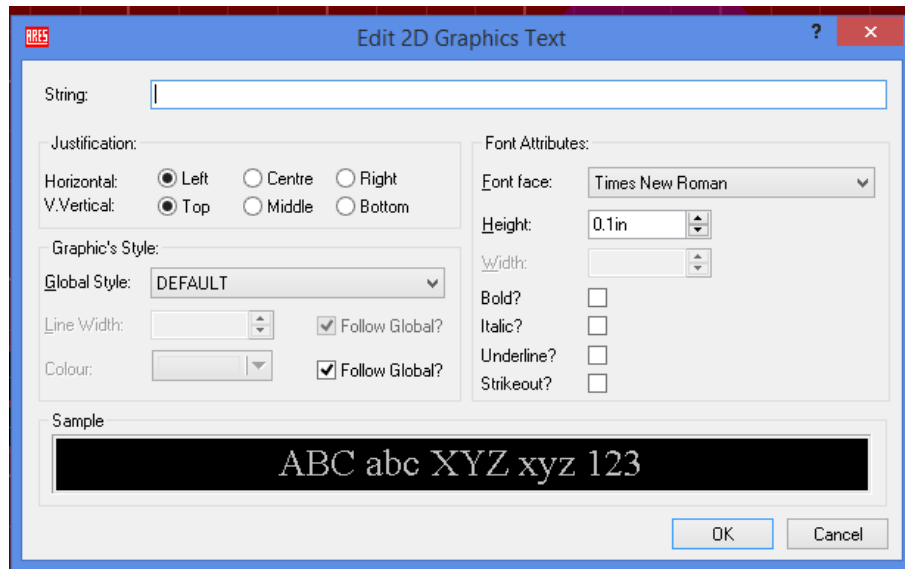 ARES
Edit 2D Graphics Text
?
×
String:
Justification:
Horizontal: Left Centre Right
V.Vertical: Top Middle Bottom
Graphic's Style:
Global Style: DEFAULT
Line Width: Follow Global?
Colour: Follow Global?
Font Attributes:
Font face: Times New Roman
Height: 0.1in
Width:
Bold?
Italic?
Underline?
Strikeout?
Sample
ABC abc XYZ xyz 123
OK Cancel